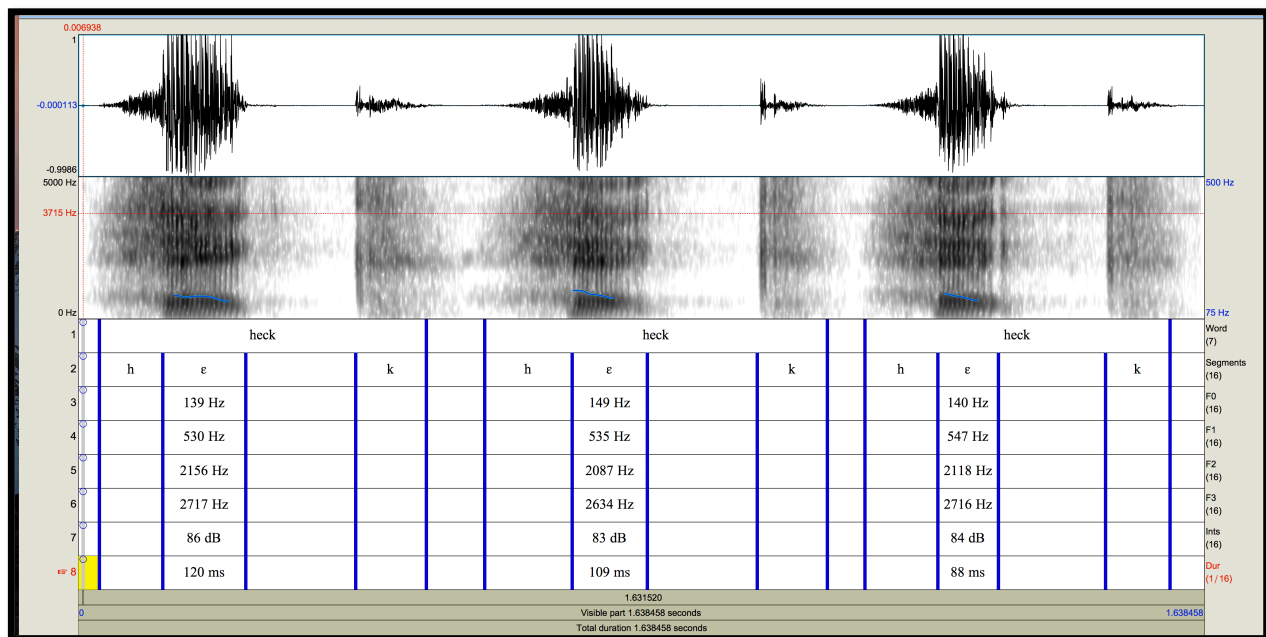 0.006938
1
-0.000113
-0.9986
5000 Hz 500 Hz
3715 Hz
0 Hz 75 Hz
1 heck heck heck Word (7)
2 h ε k h ε k h ε k Segments (16)
3 139 Hz 149 Hz 140 Hz F0 (16)
4 530 Hz 535 Hz 547 Hz F1 (16)
5 2156 Hz 2087 Hz 2118 Hz F2 (16)
6 2717 Hz 2634 Hz 2716 Hz F3 (16)
7 86 dB 83 dB 84 dB Ints (16)
☞ 8 120 ms 109 ms 88 ms Dur (1/16)
1.631520
0 Visible part 1.638458 seconds 1.638458
Total duration 1.638458 seconds